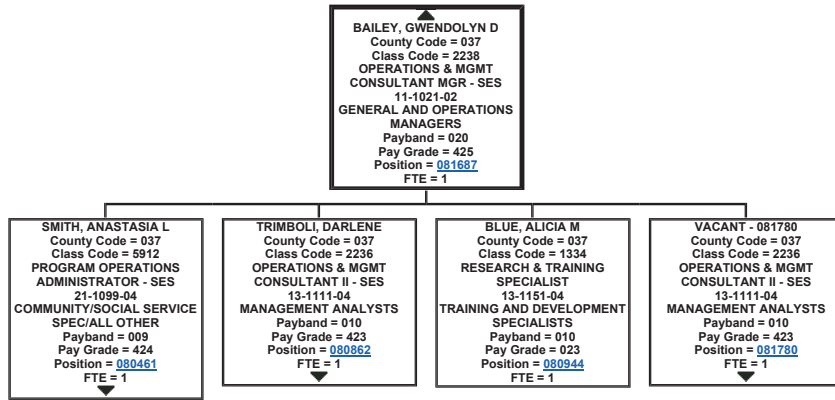 BAILEY, GWENDOLYN D
County Code = 037
Class Code = 2238
OPERATIONS & MGMT
CONSULTANT MGR - SES
11-1021-02
GENERAL AND OPERATIONS
MANAGERS
Payband = 020
Pay Grade = 425
Position = 081687
FTE = 1
SMITH, ANASTASIA L
County Code = 037
Class Code = 5912
PROGRAM OPERATIONS
ADMINISTRATOR - SES
21-1099-04
COMMUNITY/SOCIAL SERVICE
SPEC/ALL OTHER
Payband = 009
Pay Grade = 424
Position = 080461
FTE = 1
TRIMBOLI, DARLENE
County Code = 037
Class Code = 2236
OPERATIONS & MGMT
CONSULTANT II - SES
13-1111-04
MANAGEMENT ANALYSTS
Payband = 010
Pay Grade = 423
Position = 080862
FTE = 1
BLUE, ALICIA M
County Code = 037
Class Code = 1334
RESEARCH & TRAINING
SPECIALIST
13-1151-04
TRAINING AND DEVELOPMENT
SPECIALISTS
Payband = 010
Pay Grade = 023
Position = 080944
FTE = 1
VACANT - 081780
County Code = 037
Class Code = 2236
OPERATIONS & MGMT
CONSULTANT II - SES
13-1111-04
MANAGEMENT ANALYSTS
Payband = 010
Pay Grade = 423
Position = 081780
FTE = 1